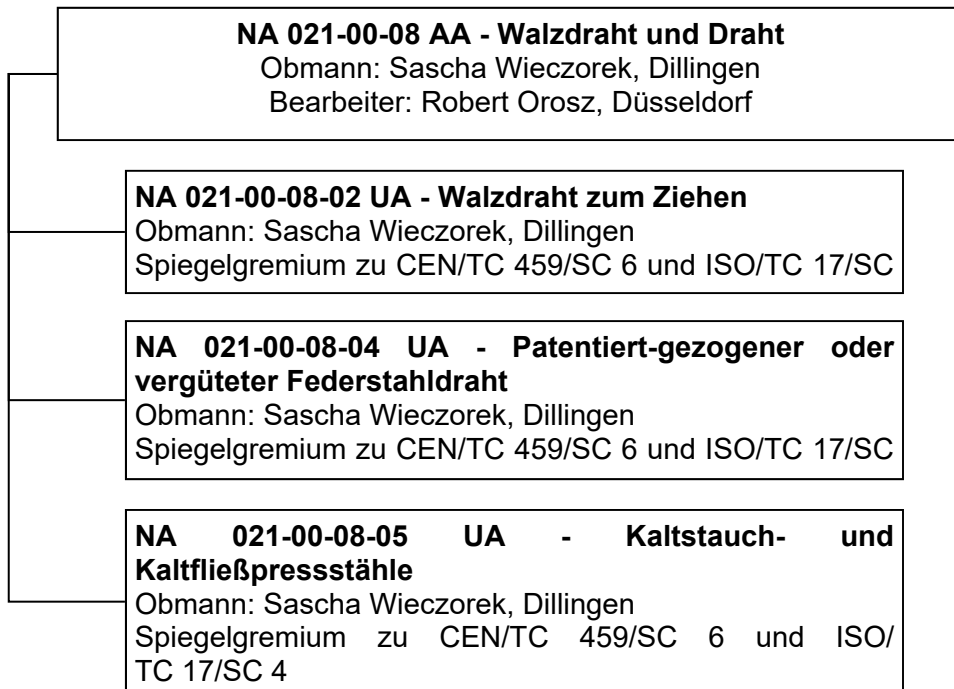 NA 021-00-08 AA - Walzdraht und Draht
Obmann: Sascha Wieczorek, Dillingen
Bearbeiter: Robert Orosz, Düsseldorf
NA 021-00-08-02 UA - Walzdraht zum Ziehen
Obmann: Sascha Wieczorek, Dillingen
Spiegelgremium zu CEN/TC 459/SC 6 und ISO/TC 17/SC
NA 021-00-08-04 UA - Patentiert-gezogener oder
vergüteter Federstahldraht
Obmann: Sascha Wieczorek, Dillingen
Spiegelgremium zu CEN/TC 459/SC 6 und ISO/TC 17/SC
NA 021-00-08-05 UA - Kaltstauch- und
Kaltfließpressstähle
Obmann: Sascha Wieczorek, Dillingen
Spiegelgremium zu CEN/TC 459/SC 6 und ISO/
TC 17/SC 4